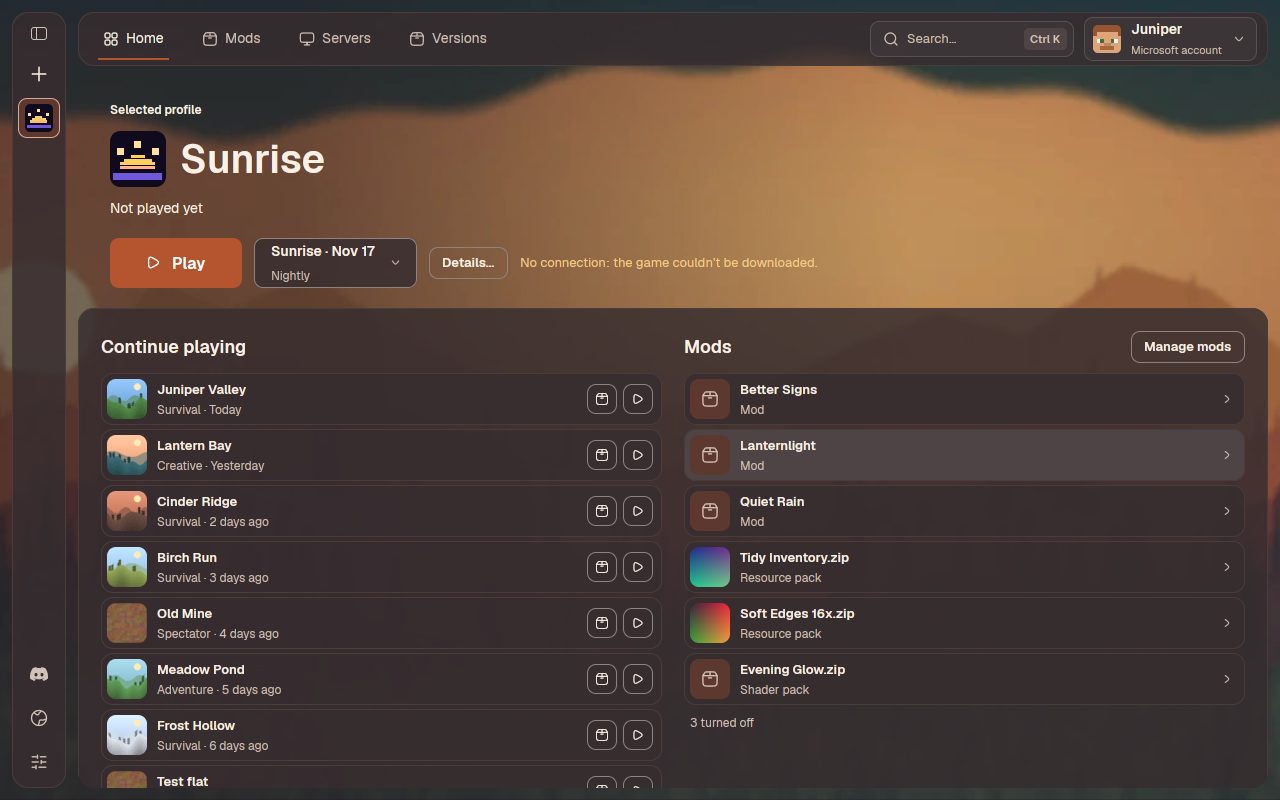 Home
Mods
Servers
Versions
Search...
Ctrl K
Juniper
Microsoft account
Selected profile
Sunrise
Not played yet
Play
Sunrise · Nov 17
Nightly
Details...
No connection: the game couldn't be downloaded.
Continue playing
Juniper Valley
Survival · Today
Lantern Bay
Creative · Yesterday
Cinder Ridge
Survival · 2 days ago
Birch Run
Survival · 3 days ago
Old Mine
Spectator · 4 days ago
Meadow Pond
Adventure · 5 days ago
Frost Hollow
Survival · 6 days ago
Test flat
Mods
Manage mods
Better Signs
Mod
Lanternlight
Mod
Quiet Rain
Mod
Tidy Inventory.zip
Resource pack
Soft Edges 16x.zip
Resource pack
Evening Glow.zip
Shader pack
3 turned off